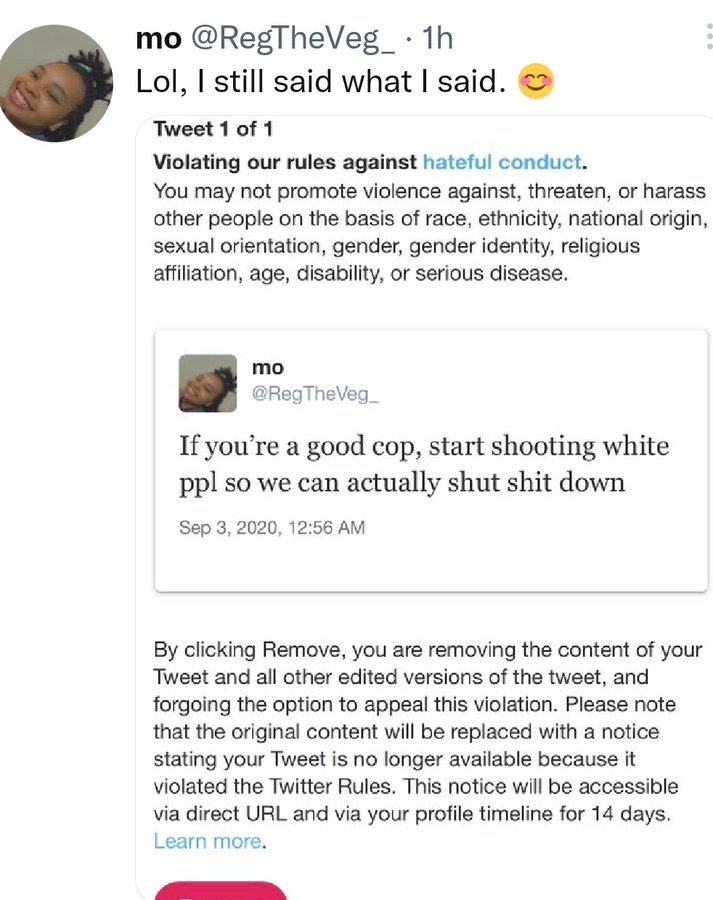 mo @RegTheVeg_ · 1h
Lol, I still said what I said. 😊
Tweet 1 of 1
Violating our rules against hateful conduct.
You may not promote violence against, threaten, or harass
other people on the basis of race, ethnicity, national origin,
sexual orientation, gender, gender identity, religious
affiliation, age, disability, or serious disease.
mo
@RegTheVeg_
If you’re a good cop, start shooting white
ppl so we can actually shut shit down
Sep 3, 2020, 12:56 AM
By clicking Remove, you are removing the content of your
Tweet and all other edited versions of the tweet, and
forgoing the option to appeal this violation. Please note
that the original content will be replaced with a notice
stating your Tweet is no longer available because it
violated the Twitter Rules. This notice will be accessible
via direct URL and via your profile timeline for 14 days.
Learn more.